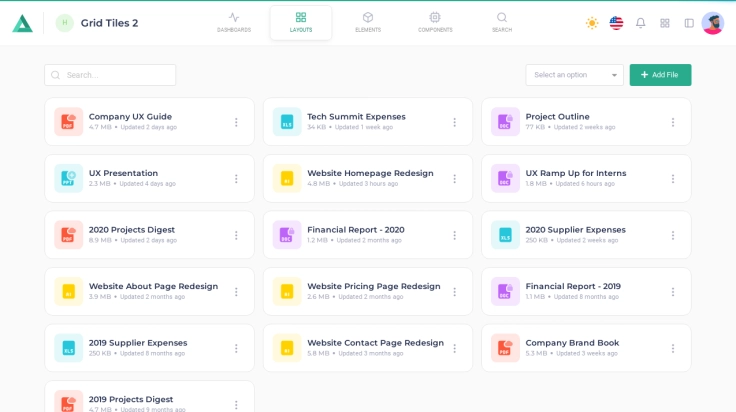 H
Grid Tiles 2
DASHBOARDS
LAYOUTS
ELEMENTS
COMPONENTS
SEARCH
Search...
Select an option
+ Add File
PDF
Company UX Guide
4.7 MB • Updated 2 days ago
XLS
Tech Summit Expenses
34 KB • Updated 1 week ago
DOC
Project Outline
77 KB • Updated 2 weeks ago
PPT
UX Presentation
2.3 MB • Updated 4 days ago
AI
Website Homepage Redesign
4.8 MB • Updated 3 hours ago
DOC
UX Ramp Up for Interns
1.8 MB • Updated 6 hours ago
PDF
2020 Projects Digest
8.9 MB • Updated 2 days ago
DOC
Financial Report - 2020
1.2 MB • Updated 2 months ago
XLS
2020 Supplier Expenses
250 KB • Updated 2 weeks ago
AI
Website About Page Redesign
3.9 MB • Updated 2 months ago
AI
Website Pricing Page Redesign
2.6 MB • Updated 2 months ago
DOC
Financial Report - 2019
1.1 MB • Updated 8 months ago
XLS
2019 Supplier Expenses
250 KB • Updated 8 months ago
AI
Website Contact Page Redesign
5.8 MB • Updated 3 months ago
PDF
Company Brand Book
5.3 MB • Updated 3 weeks ago
PDF
2019 Projects Digest
4.7 MB • Updated 9 months ago